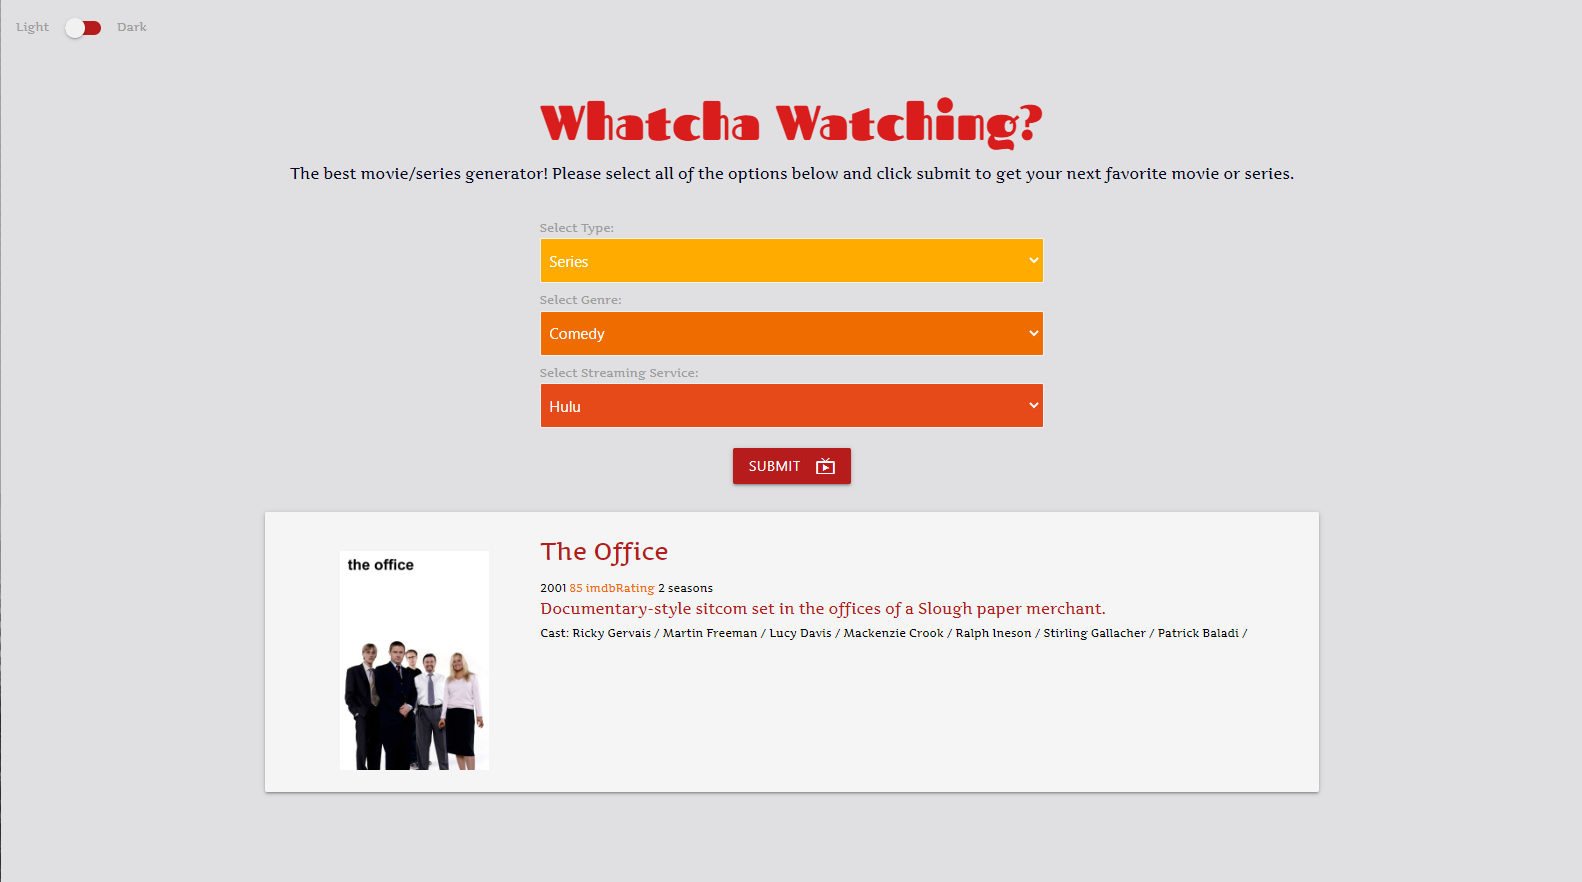 Light Dark
Whatcha Watching?
The best movie/series generator! Please select all of the options below and click submit to get your next favorite movie or series.
Select Type:
Series
Select Genre:
Comedy
Select Streaming Service:
Hulu
SUBMIT
the office
The Office
2001 85 imdbRating 2 seasons
Documentary-style sitcom set in the offices of a Slough paper merchant.
Cast: Ricky Gervais / Martin Freeman / Lucy Davis / Mackenzie Crook / Ralph Ineson / Stirling Gallacher / Patrick Baladi /